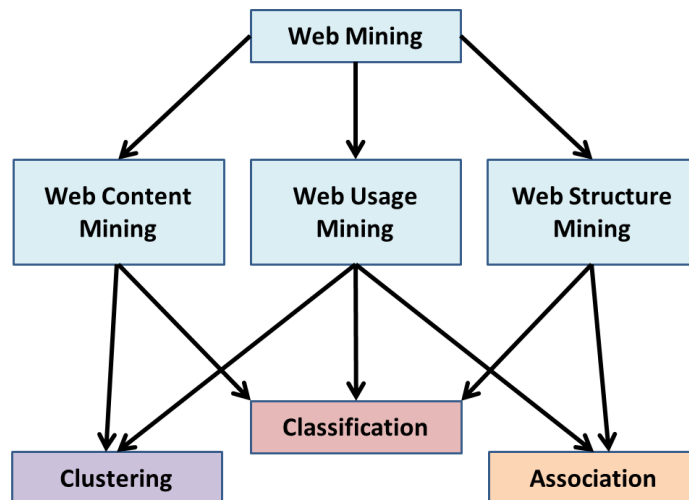 Web Mining
Web Content
Mining
Web Usage
Mining
Web Structure
Mining
Classification
Clustering
Association